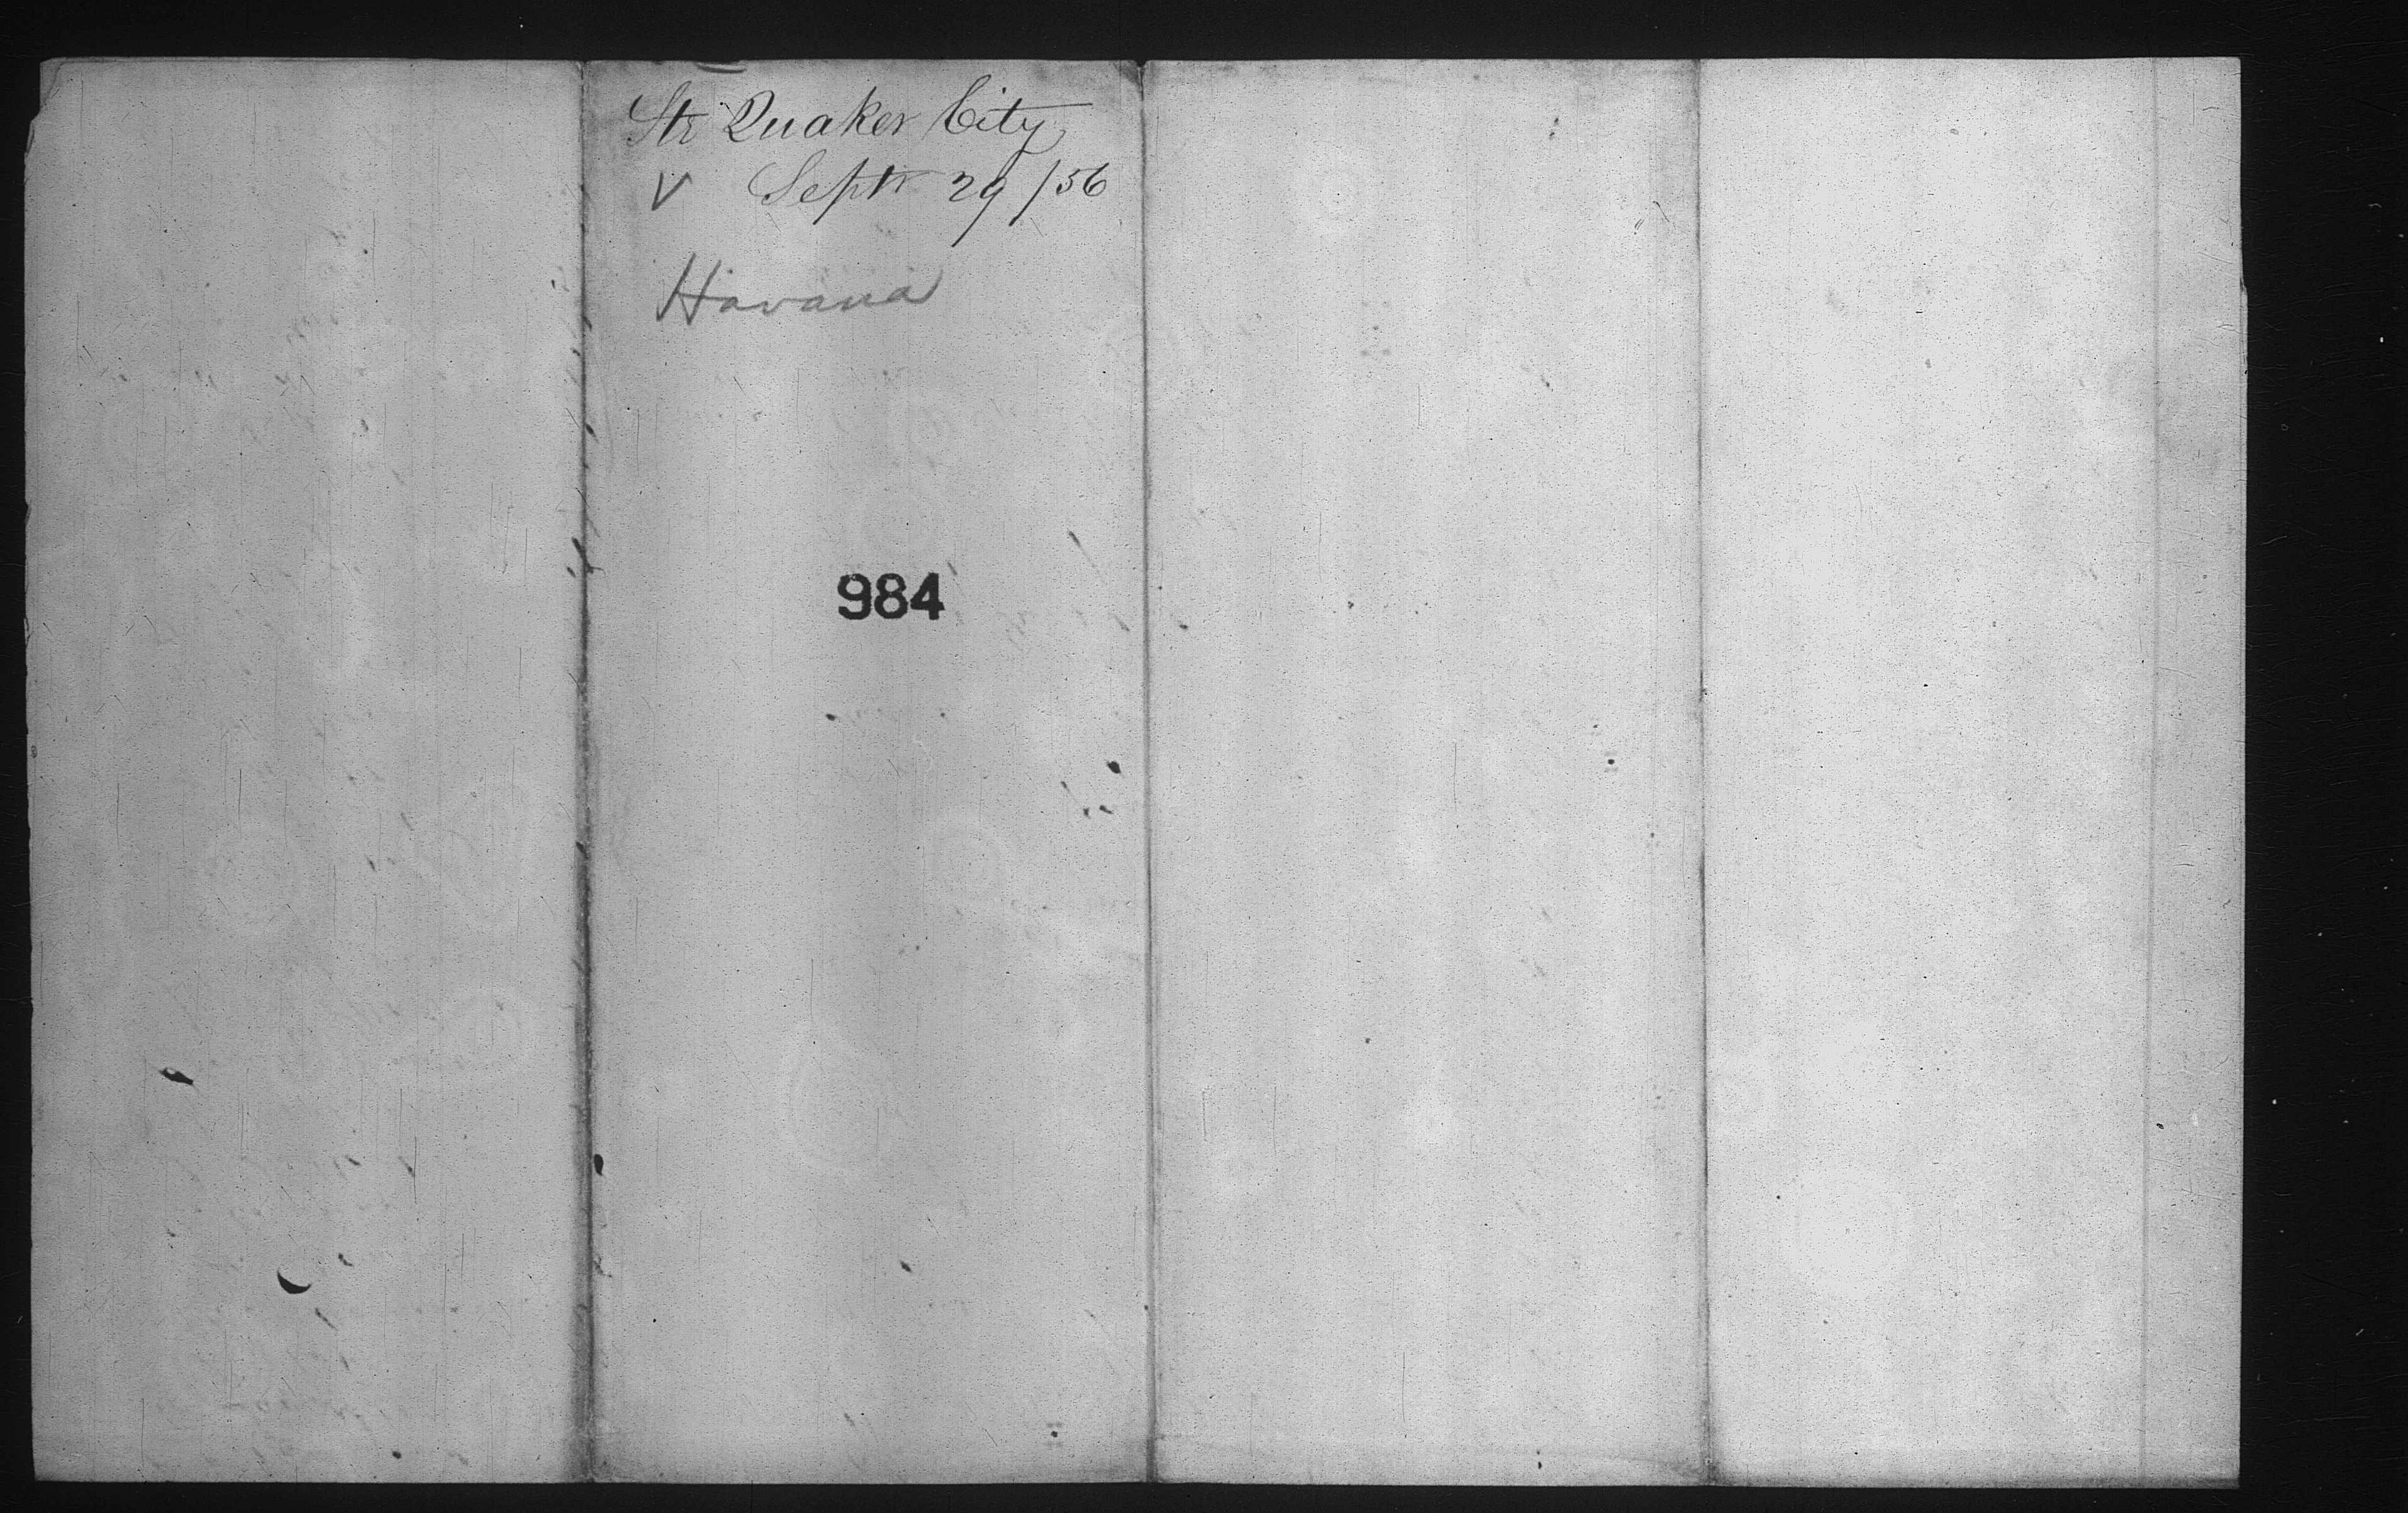 Str Quaker City
V Septr 29 /56
Havana
984